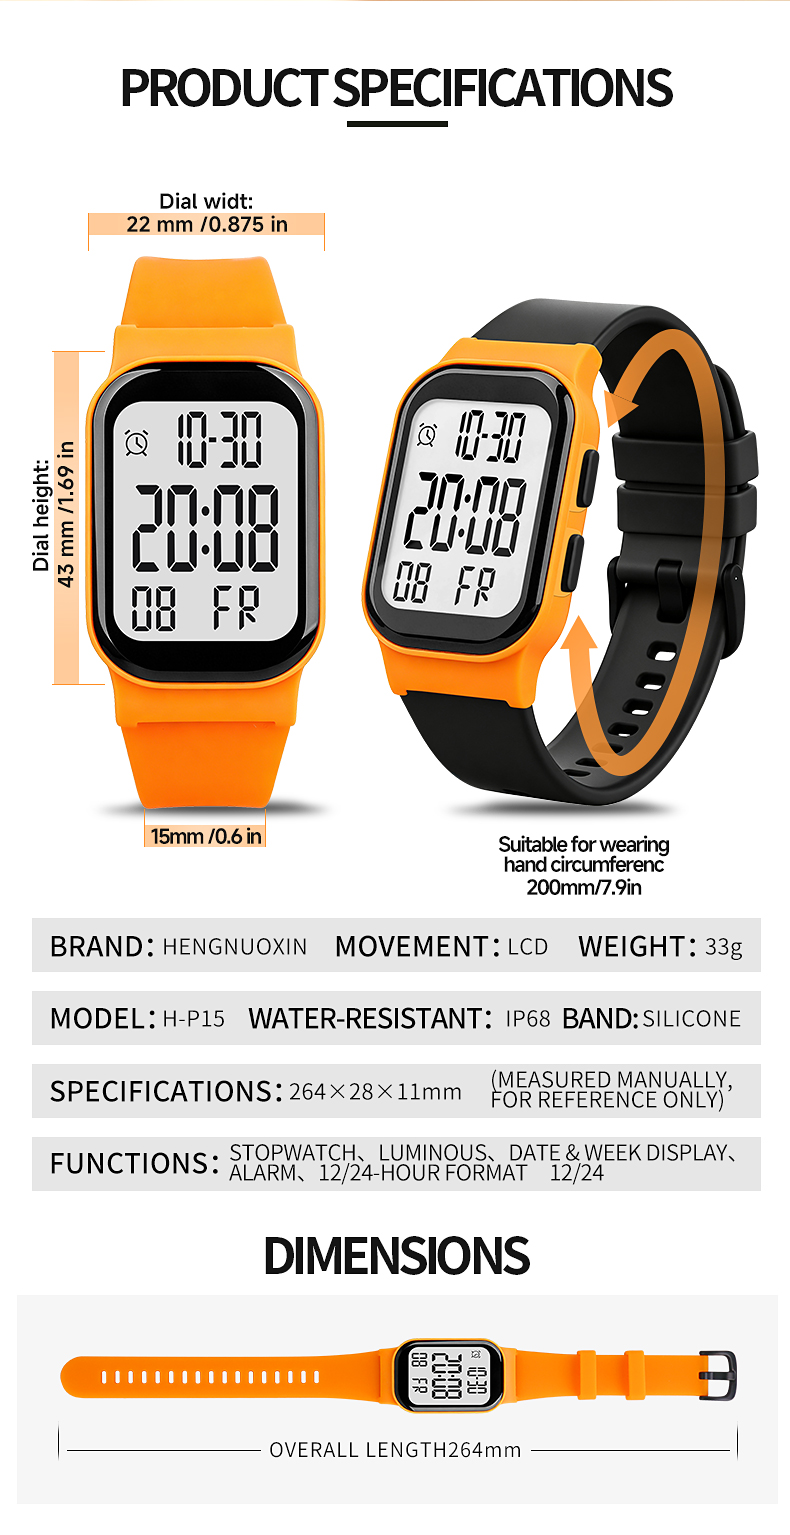 PRODUCT SPECIFICATIONS
Dial widt:
22 mm /0.875 in
Dial height:
43 mm /1.69 in
10-30
20:08
08 FR
10-30
20:08
08 FR
15mm /0.6 in
Suitable for wearing
hand circumferenc
200mm/7.9in
BRAND: HENGNUOXIN MOVEMENT: LCD WEIGHT: 33g
MODEL: H-P15 WATER-RESISTANT: IP68 BAND: SILICONE
SPECIFICATIONS: 264×28×11mm (MEASURED MANUALLY,
FOR REFERENCE ONLY)
FUNCTIONS: STOPWATCH、LUMINOUS、DATE & WEEK DISPLAY、
ALARM、12/24-HOUR FORMAT 12/24
DIMENSIONS
10-30
20:08
08 FR
OVERALL LENGTH264mm